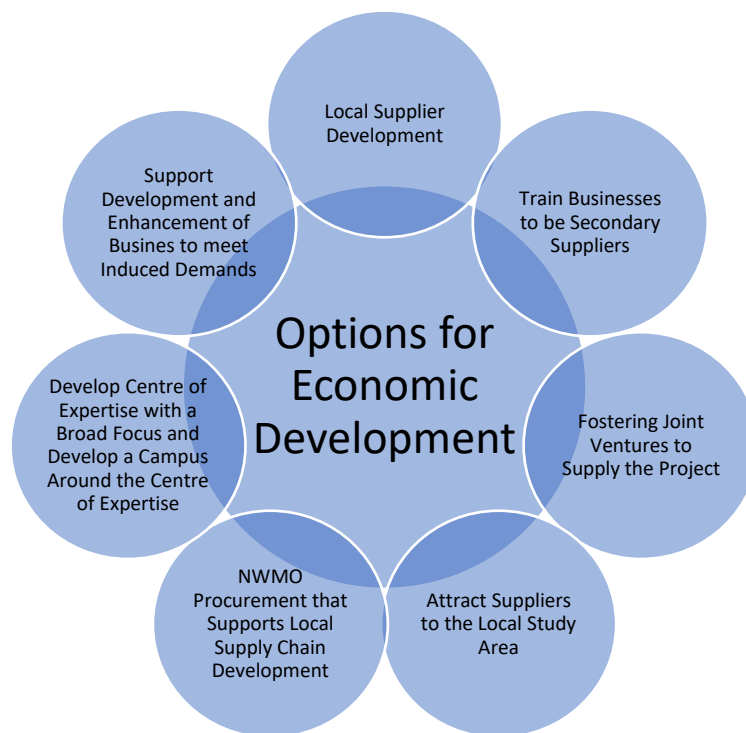 Local Supplier
Development
Train Businesses
to be Secondary
Suppliers
Fostering Joint
Ventures to
Supply the Project
Attract Suppliers
to the Local Study
Area
NWMO
Procurement that
Supports Local
Supply Chain
Development
Develop Centre of
Expertise with a
Broad Focus and
Develop a Campus
Around the Centre
of Expertise
Support
Development and
Enhancement of
Busines to meet
Induced Demands
Options for
Economic
Development